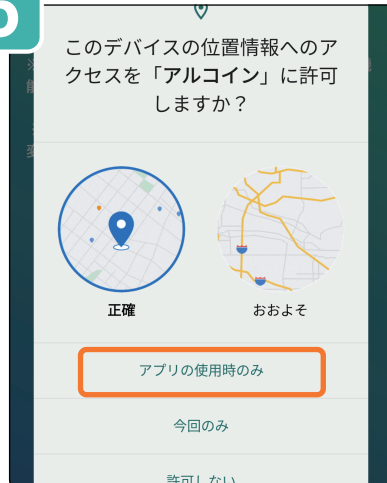 このデバイスの位置情報へのア
クセスを「アルコイン」に許可
しますか？
正確
おおよそ
アプリの使用時のみ
今回のみ
許可しない